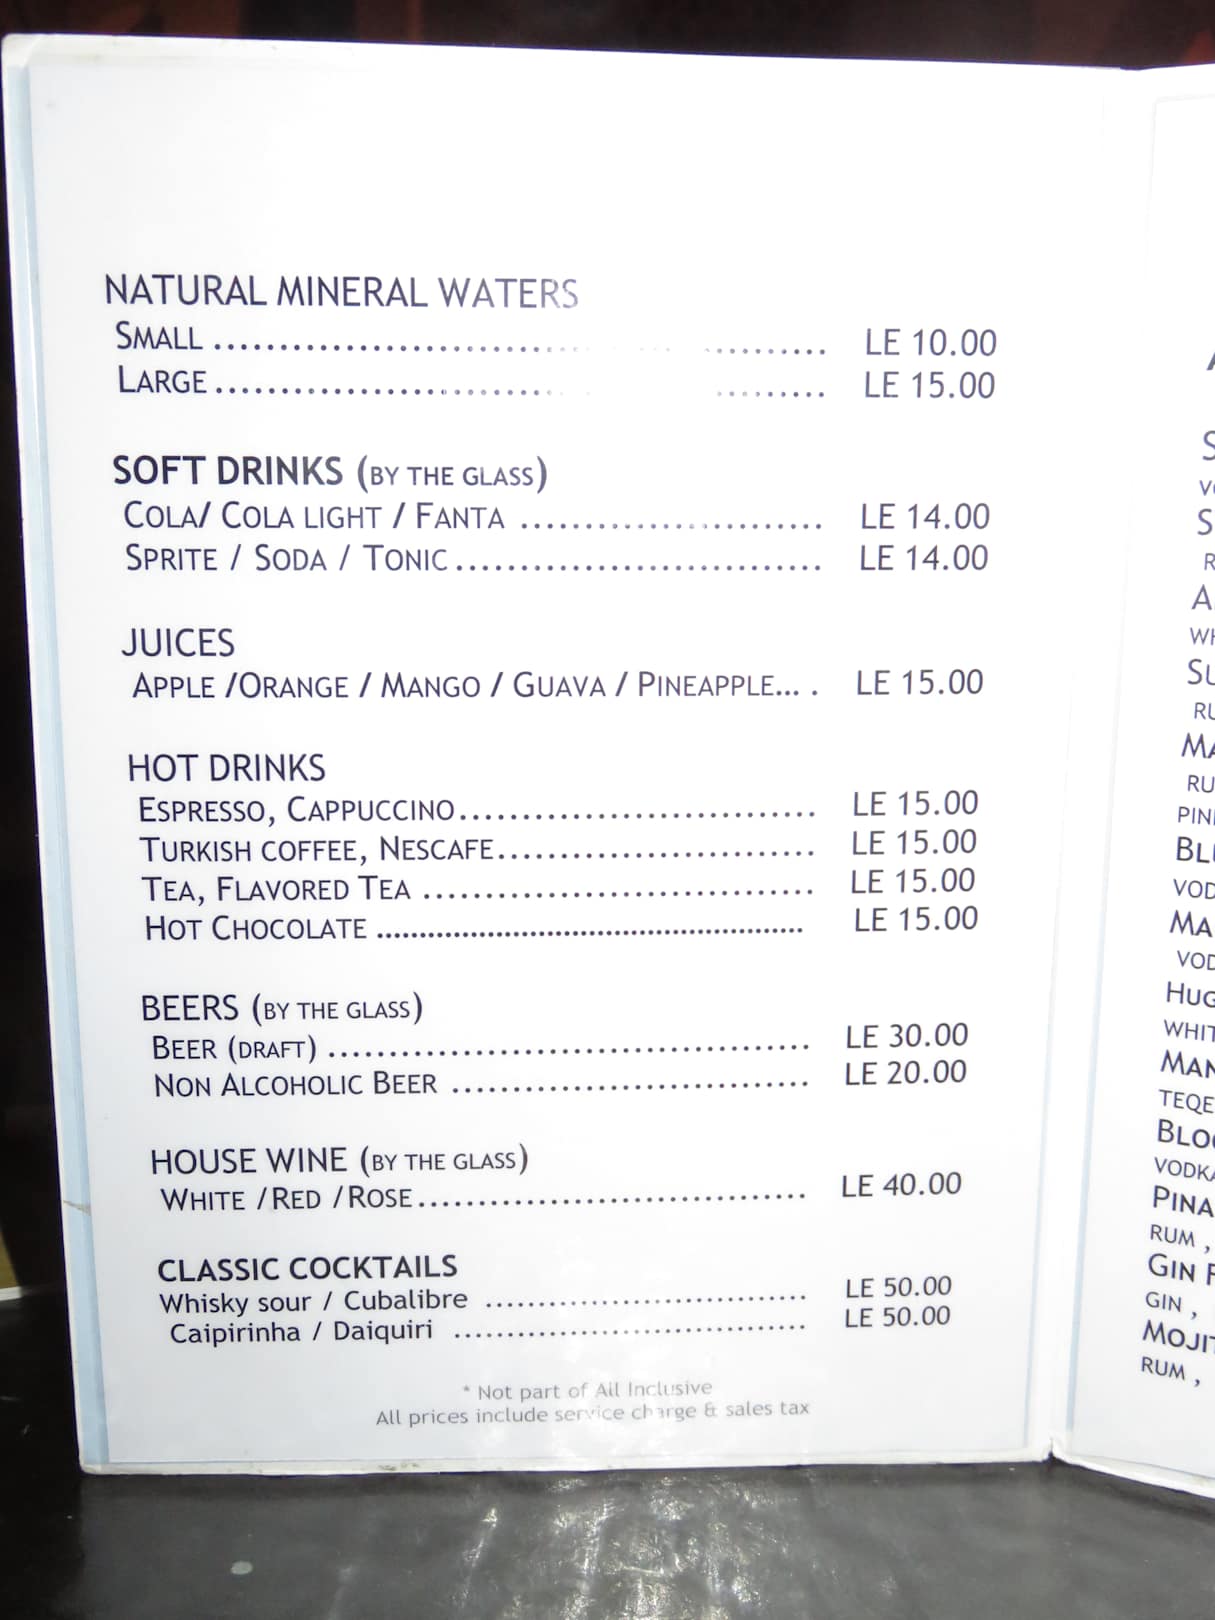 NATURAL MINERAL WATERS
SMALL ........................................ LE 10.00
LARGE ........................................ LE 15.00
SOFT DRINKS (BY THE GLASS)
COLA/ COLA LIGHT / FANTA ........................ LE 14.00
SPRITE / SODA / TONIC ............................. LE 14.00
JUICES
APPLE /ORANGE / MANGO / GUAVA / PINEAPPLE... . LE 15.00
HOT DRINKS
ESPRESSO, CAPPUCCINO.............................. LE 15.00
TURKISH COFFEE, NESCAFE........................... LE 15.00
TEA, FLAVORED TEA ................................. LE 15.00
HOT CHOCOLATE .................................................. LE 15.00
BEERS (BY THE GLASS)
BEER (DRAFT) ........................................ LE 30.00
NON ALCOHOLIC BEER .............................. LE 20.00
HOUSE WINE (BY THE GLASS)
WHITE /RED /ROSE.................................. LE 40.00
CLASSIC COCKTAILS
Whisky sour / Cubalibre ................................ LE 50.00
Caipirinha / Daiquiri ................................... LE 50.00
* Not part of All Inclusive
All prices include service charge & sales tax
RUM ,
GIN ,
RUM ,